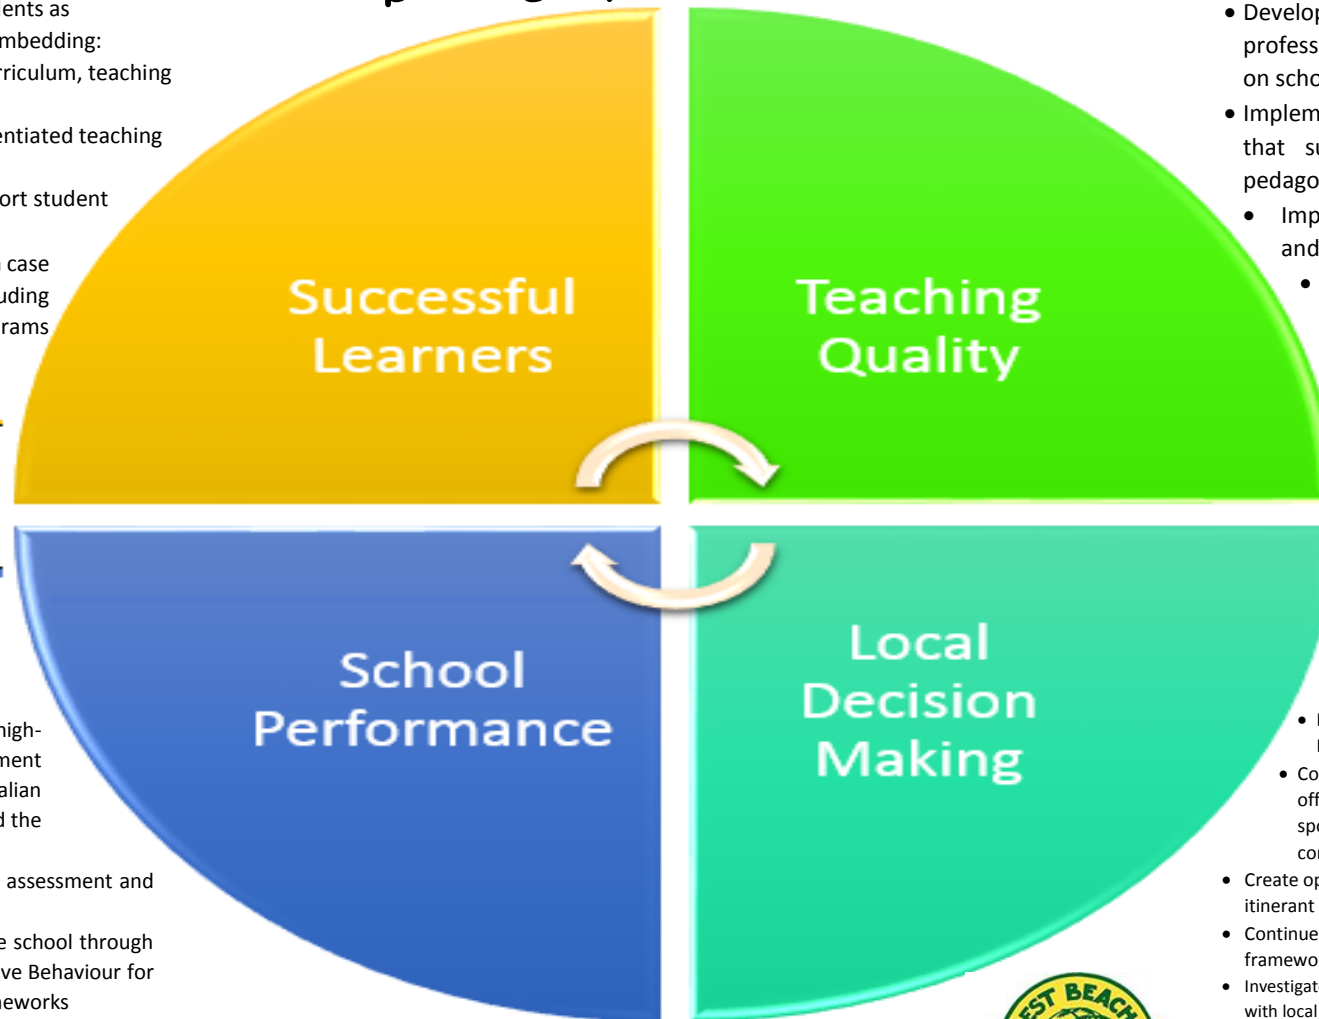 dents as
mbedding:
rriculum, teaching
entiated teaching
ort student
case
uding
rams
Successful
Learners
• Develop
profess
on scho
• Implem
that su
pedago
• Imp
and
•
Teaching
Quality
School
Performance
high-
ment
alian
d the
assessment and
e school through
ve Behaviour for
neworks
Local
Decision
Making
•
• Co
off
spo
cor
• Create op
itinerant
• Continue
framewo
• Investigate
with local
EST BEACH